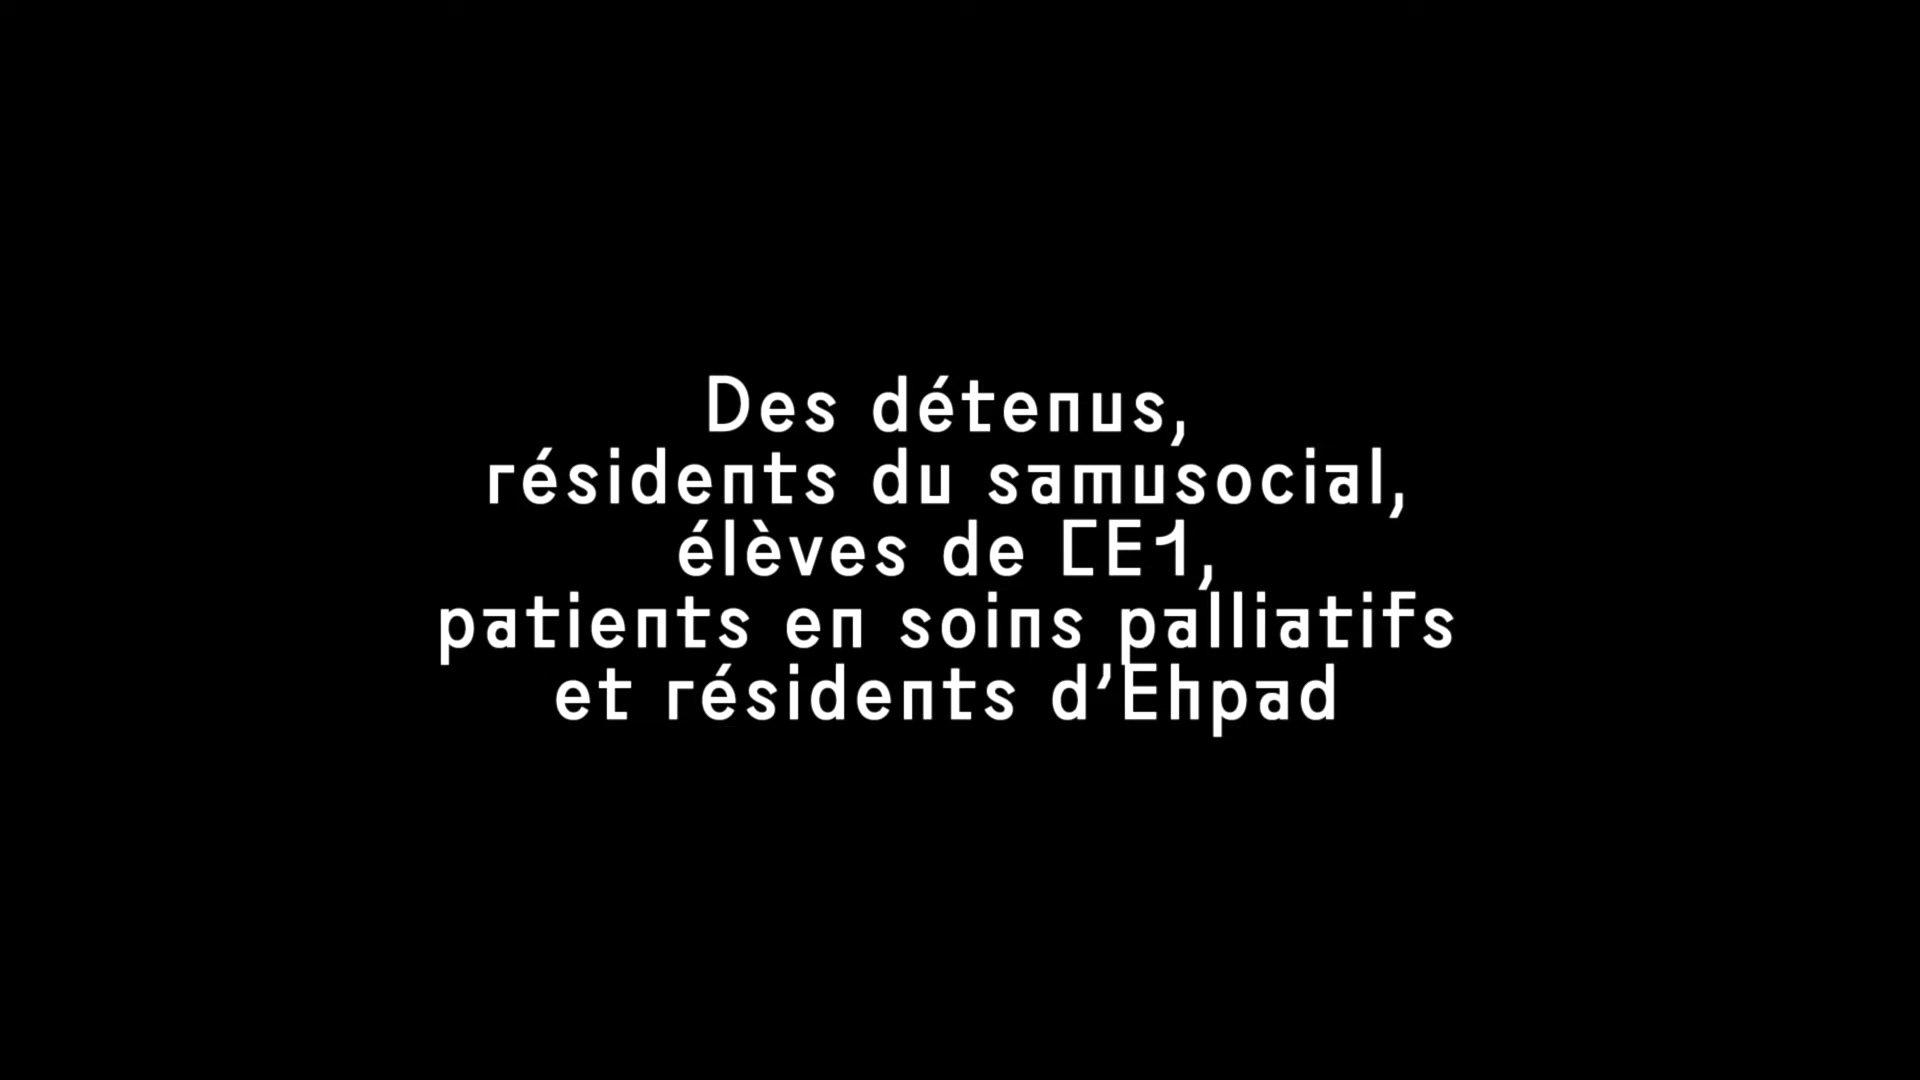 Des détenus,
résidents du samusocial,
élèves de CE1,
patients en soins palliatifs
et résidents d’Ehpad